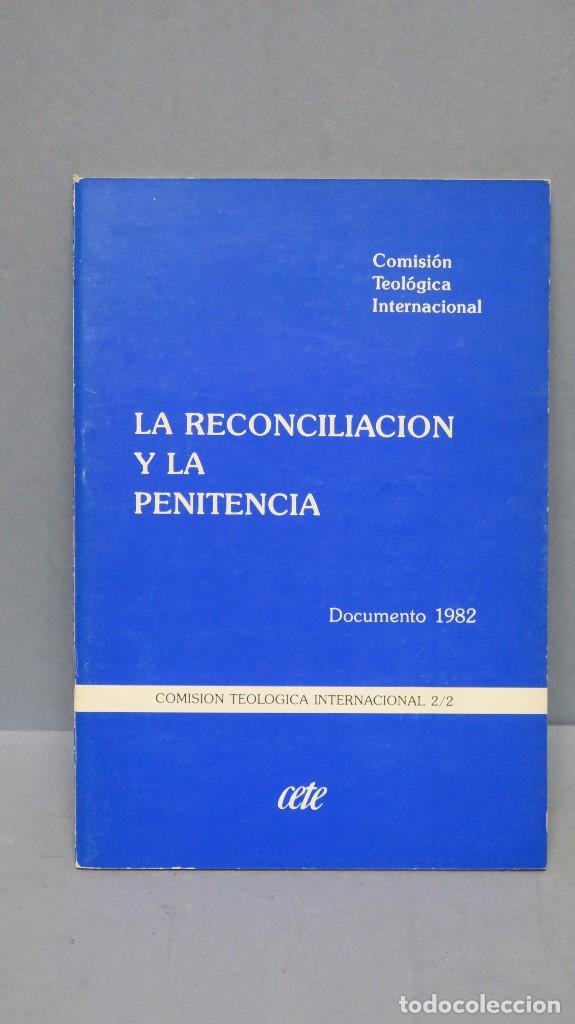 Comisión
Teológica
Internacional
LA RECONCILIACION
Y LA
PENITENCIA
Documento 1982
COMISION TEOLOGICA INTERNACIONAL 2/2
cete
todocoleccion